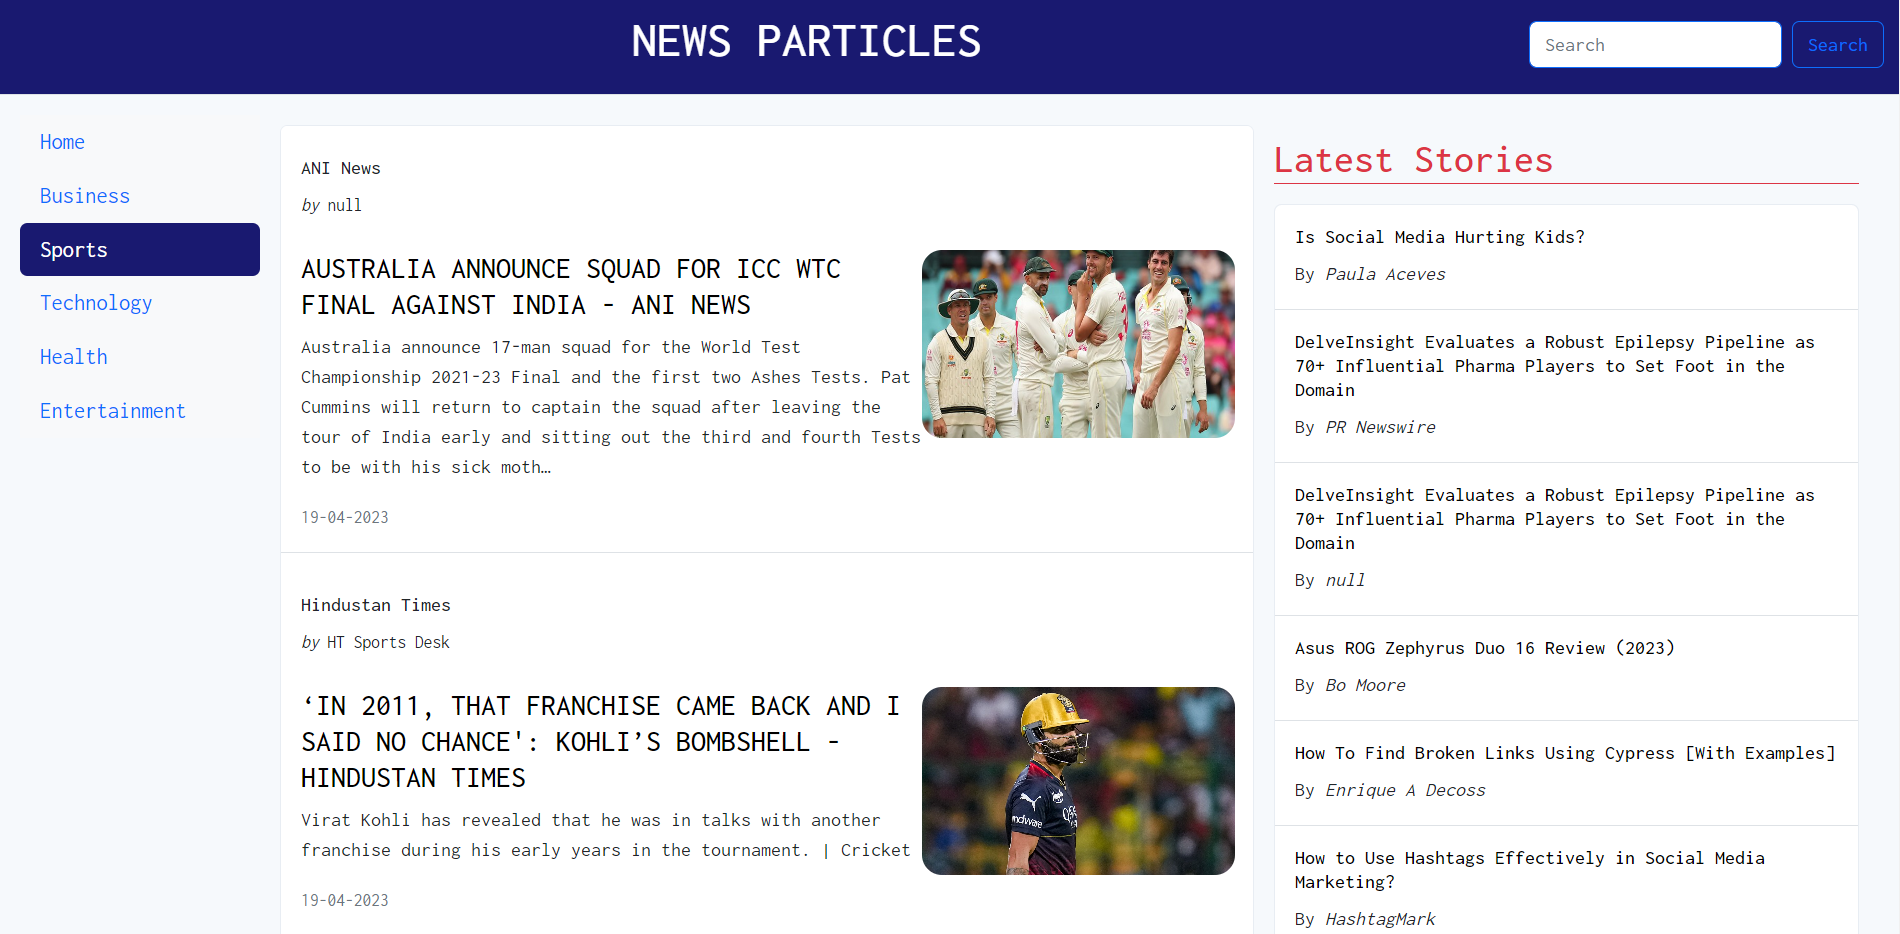 NEWS PARTICLES
Search
Search
Home
Business
Sports
Technology
Health
Entertainment
ANI News
by null
AUSTRALIA ANNOUNCE SQUAD FOR ICC WTC
FINAL AGAINST INDIA - ANI NEWS
Australia announce 17-man squad for the World Test
Championship 2021-23 Final and the first two Ashes Tests. Pat
Cummins will return to captain the squad after leaving the
tour of India early and sitting out the third and fourth Tests
to be with his sick moth…
19-04-2023
Hindustan Times
by HT Sports Desk
‘IN 2011, THAT FRANCHISE CAME BACK AND I
SAID NO CHANCE': KOHLI’S BOMBSHELL -
HINDUSTAN TIMES
Virat Kohli has revealed that he was in talks with another
franchise during his early years in the tournament. | Cricket
19-04-2023
Latest Stories
Is Social Media Hurting Kids?
By Paula Aceves
DelveInsight Evaluates a Robust Epilepsy Pipeline as
70+ Influential Pharma Players to Set Foot in the
Domain
By PR Newswire
DelveInsight Evaluates a Robust Epilepsy Pipeline as
70+ Influential Pharma Players to Set Foot in the
Domain
By null
Asus ROG Zephyrus Duo 16 Review (2023)
By Bo Moore
How To Find Broken Links Using Cypress [With Examples]
By Enrique A Decoss
How to Use Hashtags Effectively in Social Media
Marketing?
By HashtagMark